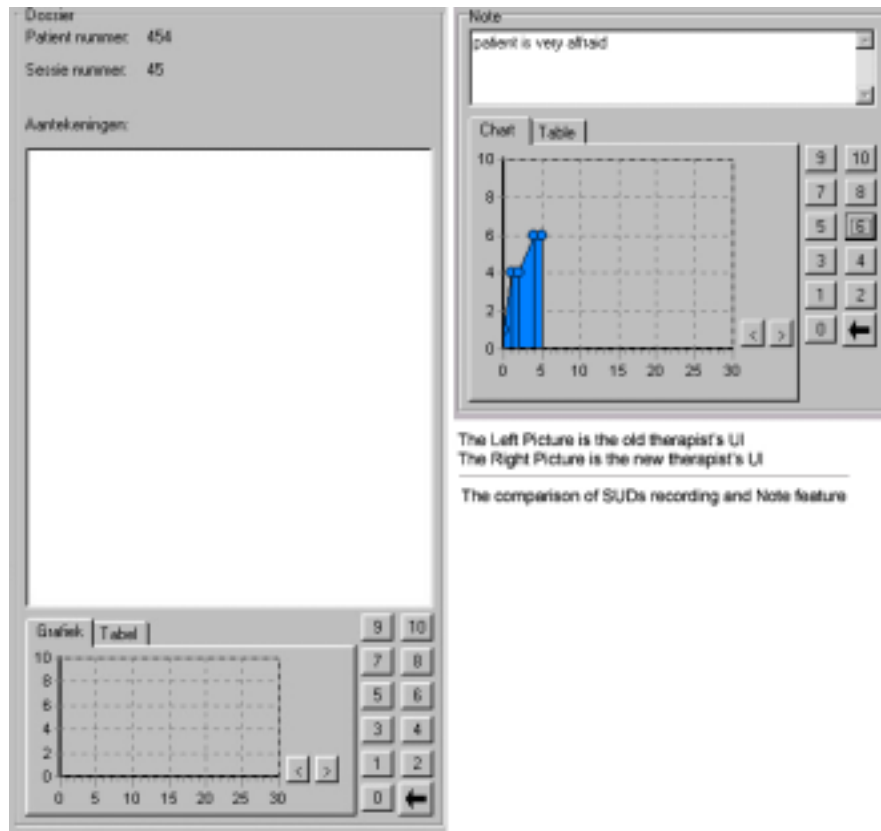 Dossier
Patient nummer: 454
Sessie nummer: 45
Aantekeningen:
Grafiek Tabel
10
8
6
4
2
0
0 5 10 15 20 25 30
< >
9 10
7 8
5 6
3 4
1 2
0
Note
patient is very affraid
Chart Table
10
8
6
4
2
0
0 5 10 15 20 25 30
< >
9 10
7 8
5 6
3 4
1 2
0
The Left Picture is the old therapist's UI
The Right Picture is the new therapist's UI
The comparison of SUDs recording and Note feature